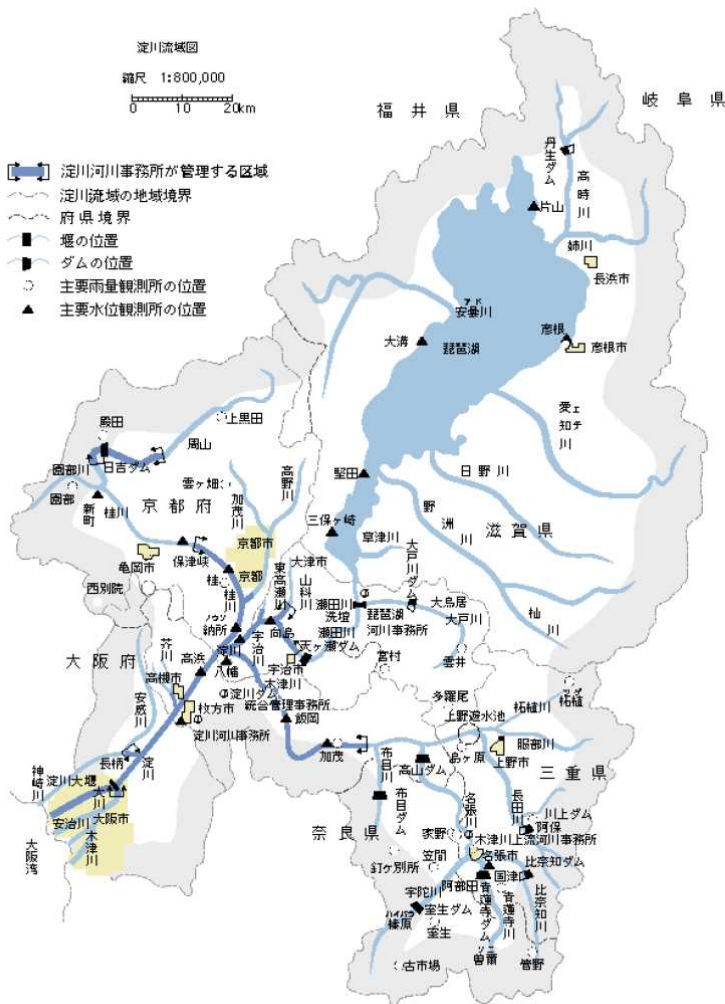 淀川流域図
縮尺 1:800,000
0 10 20km
淀川河川事務所が管理する区域
淀川流域の地域境界
府県境界
堰の位置
ダムの位置
主要雨量観測所の位置
主要水位観測所の位置
福井県
岐阜県
丹生ダム
高時川
片山
姉川
長浜市
アド
安曇川
大溝
琵琶湖
彦根
彦根市
愛知川
エチ
日野川
堅田
野洲川
滋賀県
三保ヶ崎
草津川
大戸川ダム
杣川
殿田
上黒田
周山
園部川
日吉ダム
園部
新町
桂川
京都府
雲ヶ畑
加茂川
高野川
京都市
京都
保津峡
亀岡市
西別院
桂
桂川
東高瀬川
山科川
大津市
瀬田川
洗堰
琵琶湖
河川事務所
大鳥居
大戸川
雲井
宮村
瀬田川
向島
天ヶ瀬ダム
宇治川
宇治市
ノウソ
納所
淀川
八幡
木津川
大阪府
芥川
高浜
高槻市
枚方市
淀川ダム
統合管理事務所
飯岡
淀川河川事務所
安威川
長柄
淀川
神崎川
淀川大堰
大川
安治川
大阪市
木津川
大阪湾
加茂
多羅尾
上野遊水池
柘植川
ツゲ
柘植
服部川
島ヶ原
上野市
三重県
布目川
布目ダム
高山ダム
名張川
長田川
川上ダム
阿保
奈良県
家野
木津川上流河川事務所
笠間
名張市
比奈知ダム
釘ヶ別所
阿部田
国津
青蓮寺ダム
青蓮寺川
比奈知川
宇陀川
ハイバラ
榛原
室生ダム
室生
ソニ
曽爾
菅野
古市場